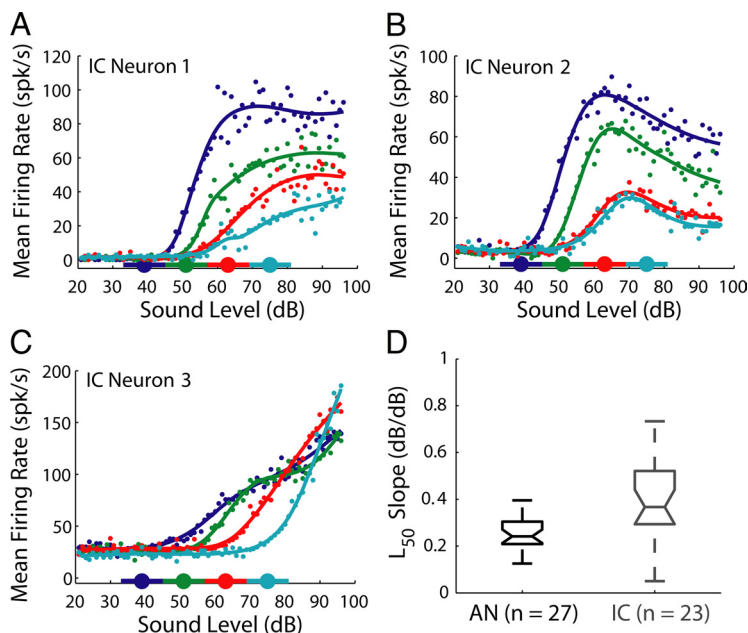 A
IC Neuron 1
Mean Firing Rate (spk/s)
120
100
80
60
40
20
0
20 30 40 50 60 70 80 90 100
Sound Level (dB)
B
IC Neuron 2
Mean Firing Rate (spk/s)
100
80
60
40
20
0
20 30 40 50 60 70 80 90 100
Sound Level (dB)
C
IC Neuron 3
Mean Firing Rate (spk/s)
200
150
100
50
0
20 30 40 50 60 70 80 90 100
Sound Level (dB)
D
L50 Slope (dB/dB)
1
0.8
0.6
0.4
0.2
0
AN (n = 27) IC (n = 23)